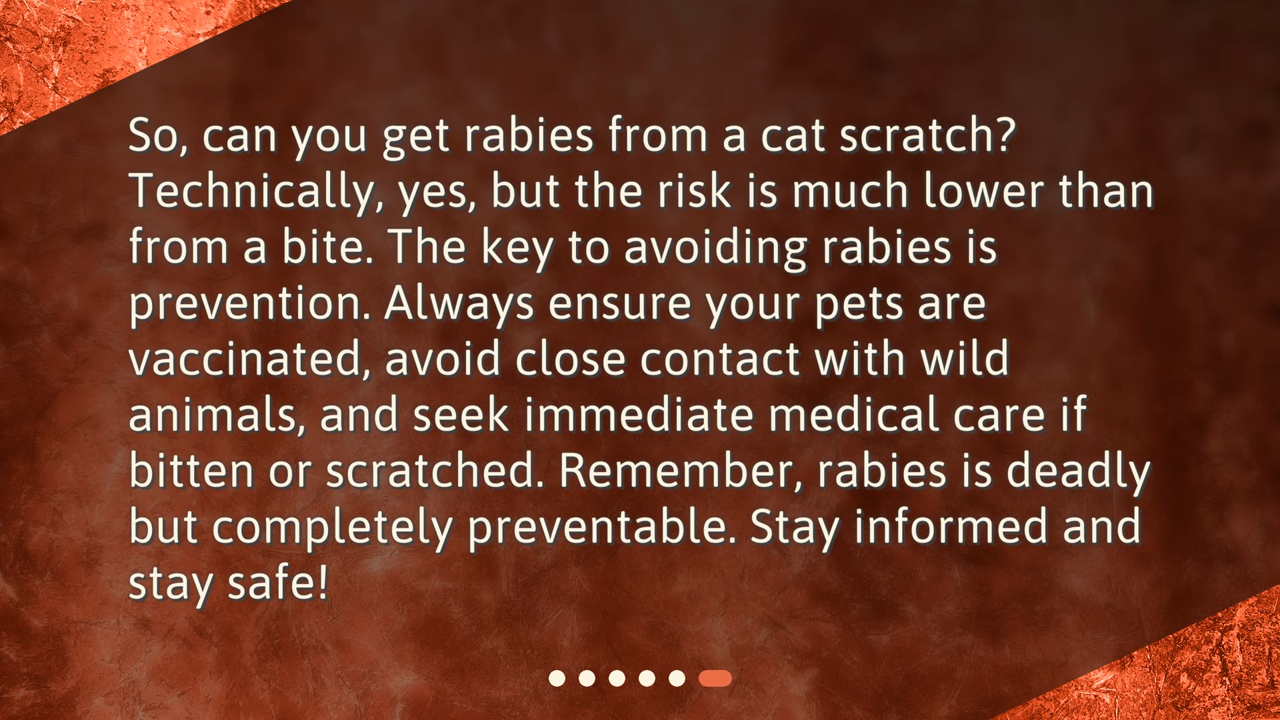 So, can you get rabies from a cat scratch?
Technically, yes, but the risk is much lower than
from a bite. The key to avoiding rabies is
prevention. Always ensure your pets are
vaccinated, avoid close contact with wild
animals, and seek immediate medical care if
bitten or scratched. Remember, rabies is deadly
but completely preventable. Stay informed and
stay safe!